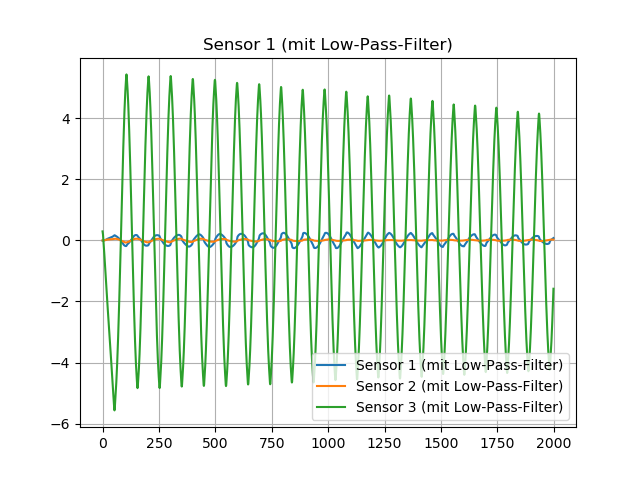 Sensor 1 (mit Low-Pass-Filter)
4
2
0
−2
−4
−6
Sensor 1 (mit Low-Pass-Filter)
Sensor 2 (mit Low-Pass-Filter)
Sensor 3 (mit Low-Pass-Filter)
0 250 500 750 1000 1250 1500 1750 2000